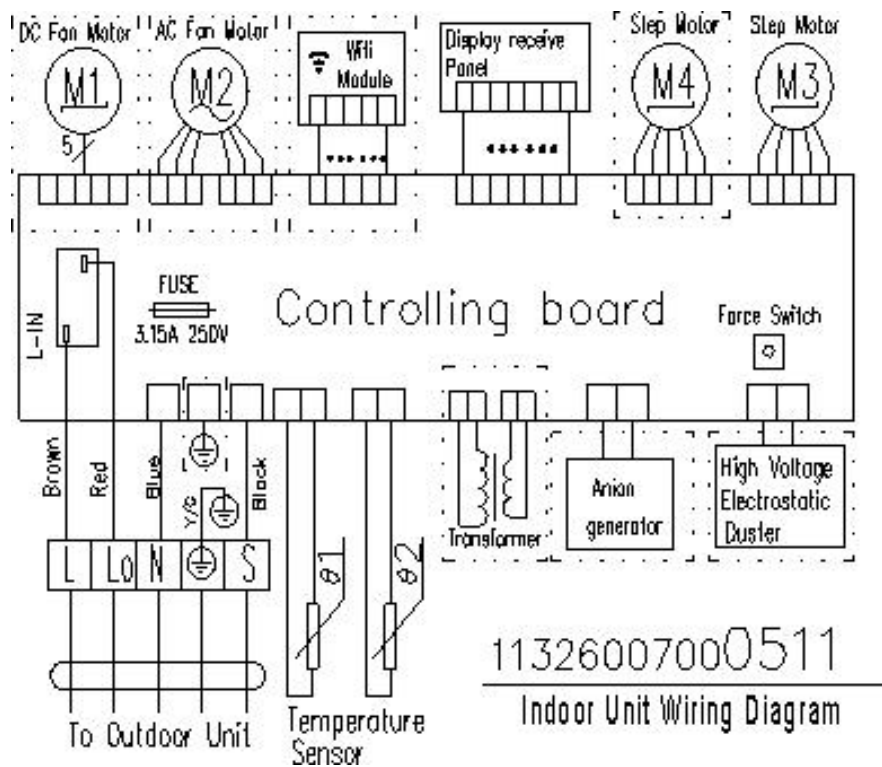 DC Fan Motor
AC Fan Motor
Wifi Module
Display receive Panel
Step Motor
Step Motor
M1
M2
M4
M3
5
L-IN
FUSE
3.15A 250V
Controlling board
Force Switch
Brown
Red
Blue
Y/G
Black
L
Lo
N
S
θ1
θ2
Transformer
Anion
generator
High Voltage
Electrostatic
Duster
To Outdoor Unit
Temperature
Sensor
11326007000511
Indoor Unit Wiring Diagram